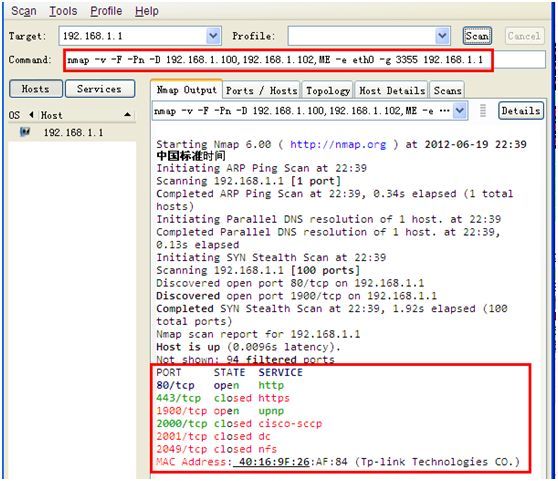 Scan Tools Profile Help
Target: 192.168.1.1 Profile: Scan Cancel
Command: nmap -v -F -Pn -D 192.168.1.100,192.168.1.102,ME -e eth0 -g 3355 192.168.1.1
Hosts Services
Nmap Output Ports / Hosts Topology Host Details Scans
OS Host
nmap -v -F -Pn -D 192.168.1.100,192.168.1.102,ME -e ... Details
192.168.1.1
Starting Nmap 6.00 ( http://nmap.org ) at 2012-06-19 22:39
中国标准时间
Initiating ARP Ping Scan at 22:39
Scanning 192.168.1.1 [1 port]
Completed ARP Ping Scan at 22:39, 0.34s elapsed (1 total
hosts)
Initiating Parallel DNS resolution of 1 host. at 22:39
Completed Parallel DNS resolution of 1 host. at 22:39,
0.13s elapsed
Initiating SYN Stealth Scan at 22:39
Scanning 192.168.1.1 [100 ports]
Discovered open port 80/tcp on 192.168.1.1
Discovered open port 1900/tcp on 192.168.1.1
Completed SYN Stealth Scan at 22:39, 1.92s elapsed (100
total ports)
Nmap scan report for 192.168.1.1
Host is up (0.0096s latency).
Not shown: 94 filtered ports
PORT STATE SERVICE
80/tcp open http
443/tcp closed https
1900/tcp open upnp
2000/tcp closed cisco-sccp
2001/tcp closed dc
2049/tcp closed nfs
MAC Address: 40:16:9F:26:AF:84 (Tp-link Technologies CO.)